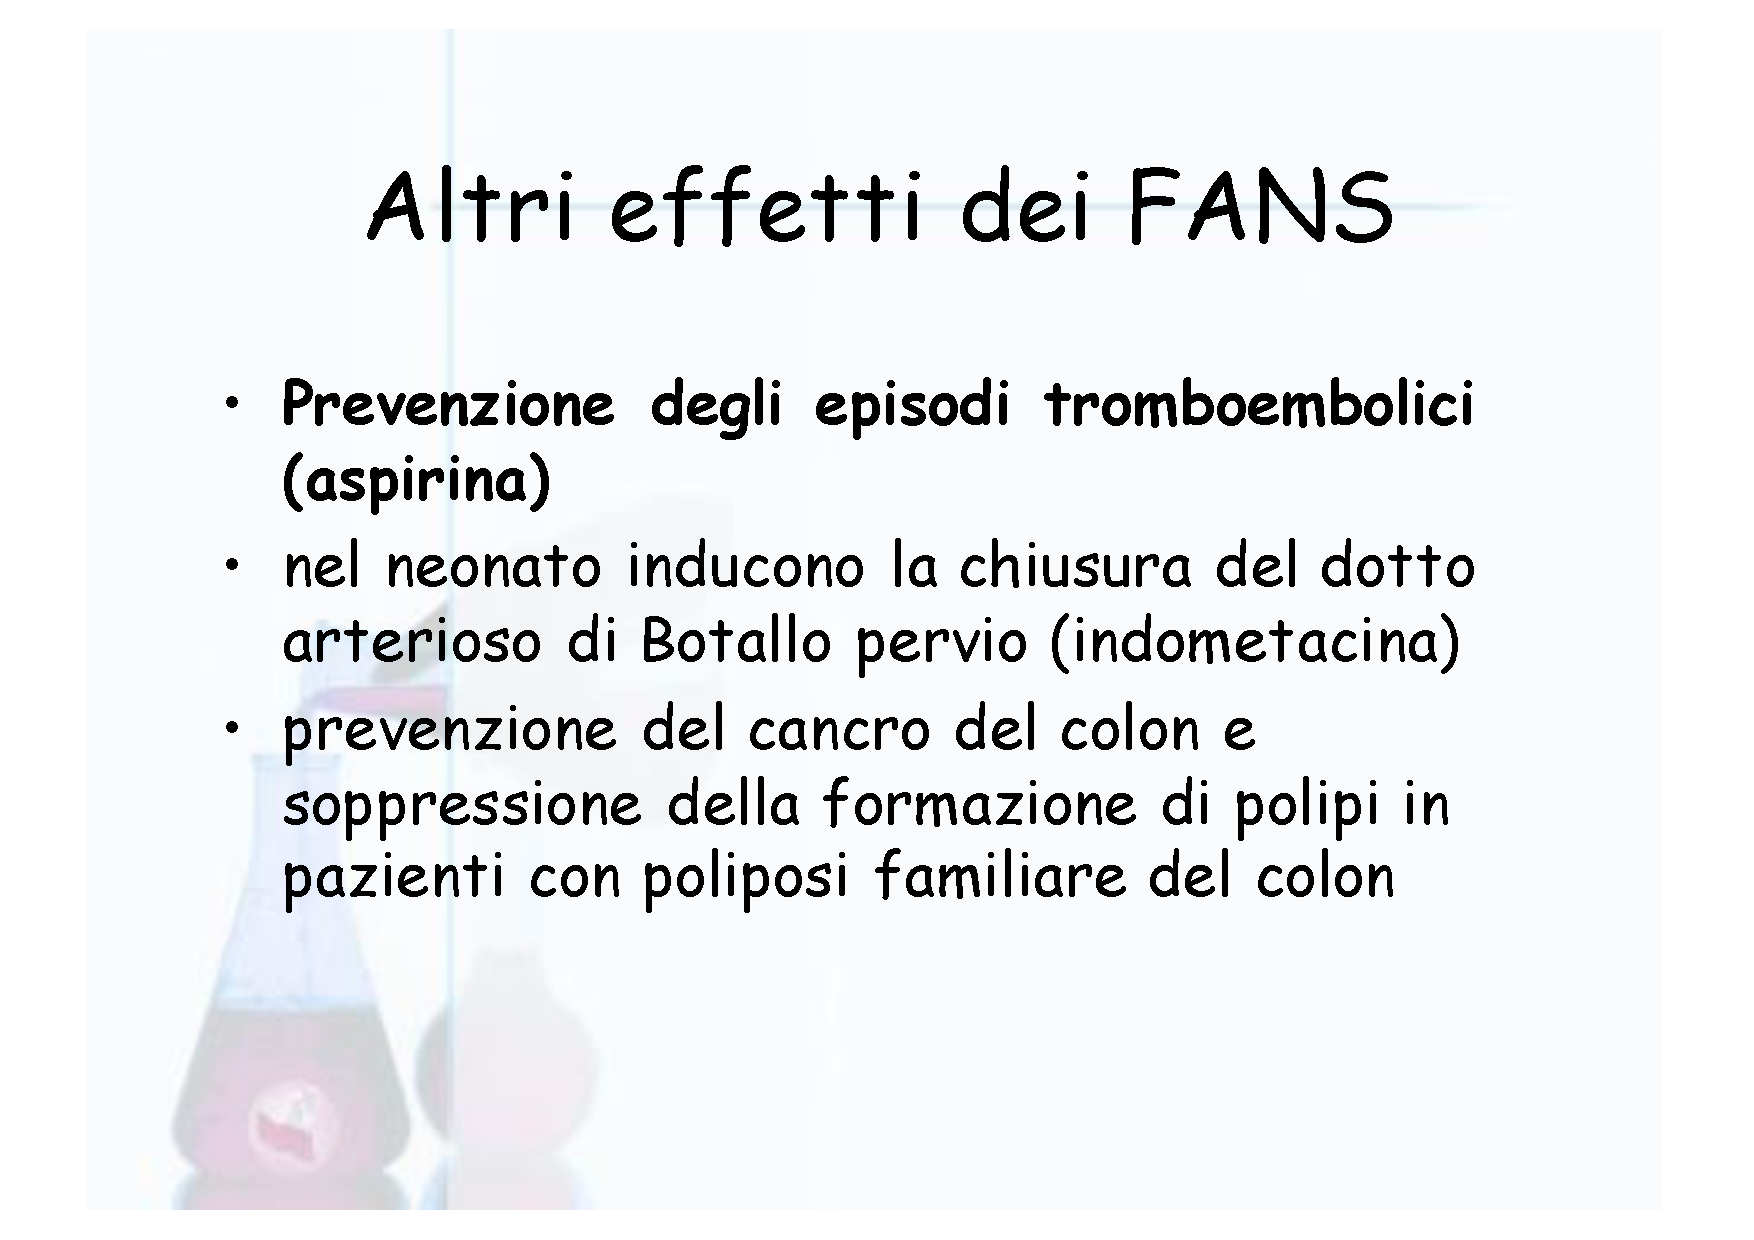 Altri effetti dei FANS
• Prevenzione degli episodi tromboembolici
(aspirina)
• nel neonato inducono la chiusura del dotto
arterioso di Botallo pervio (indometacina)
• prevenzione del cancro del colon e
soppressione della formazione di polipi in
pazienti con poliposi familiare del colon